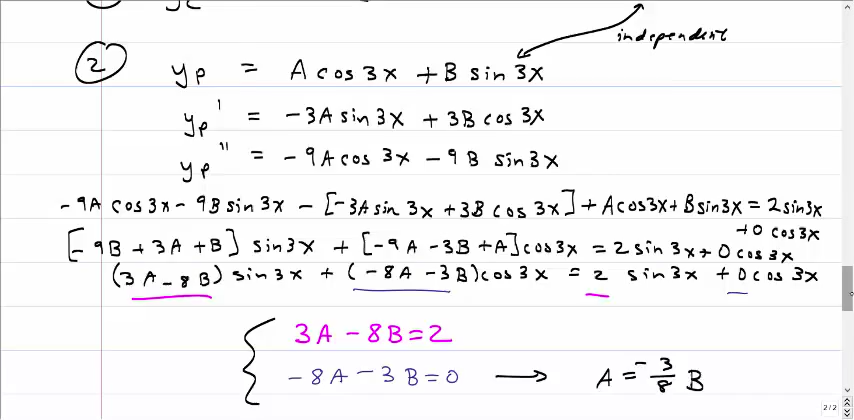 independent
② yp = A cos 3x + B sin 3x
yp' = -3A sin 3x + 3B cos 3x
yp'' = -9A cos 3x - 9B sin 3x
-9A cos 3x - 9B sin 3x - [-3A sin 3x + 3B cos 3x] + A cos 3x + B sin 3x = 2 sin 3x
+0 cos 3x
[-9B + 3A + B] sin 3x + [-9A - 3B + A] cos 3x = 2 sin 3x + 0 cos 3x
(3A - 8B) sin 3x + (-8A - 3B) cos 3x = 2 sin 3x + 0 cos 3x
{ 3A - 8B = 2
-8A - 3B = 0 → A = -3/8 B
2/2